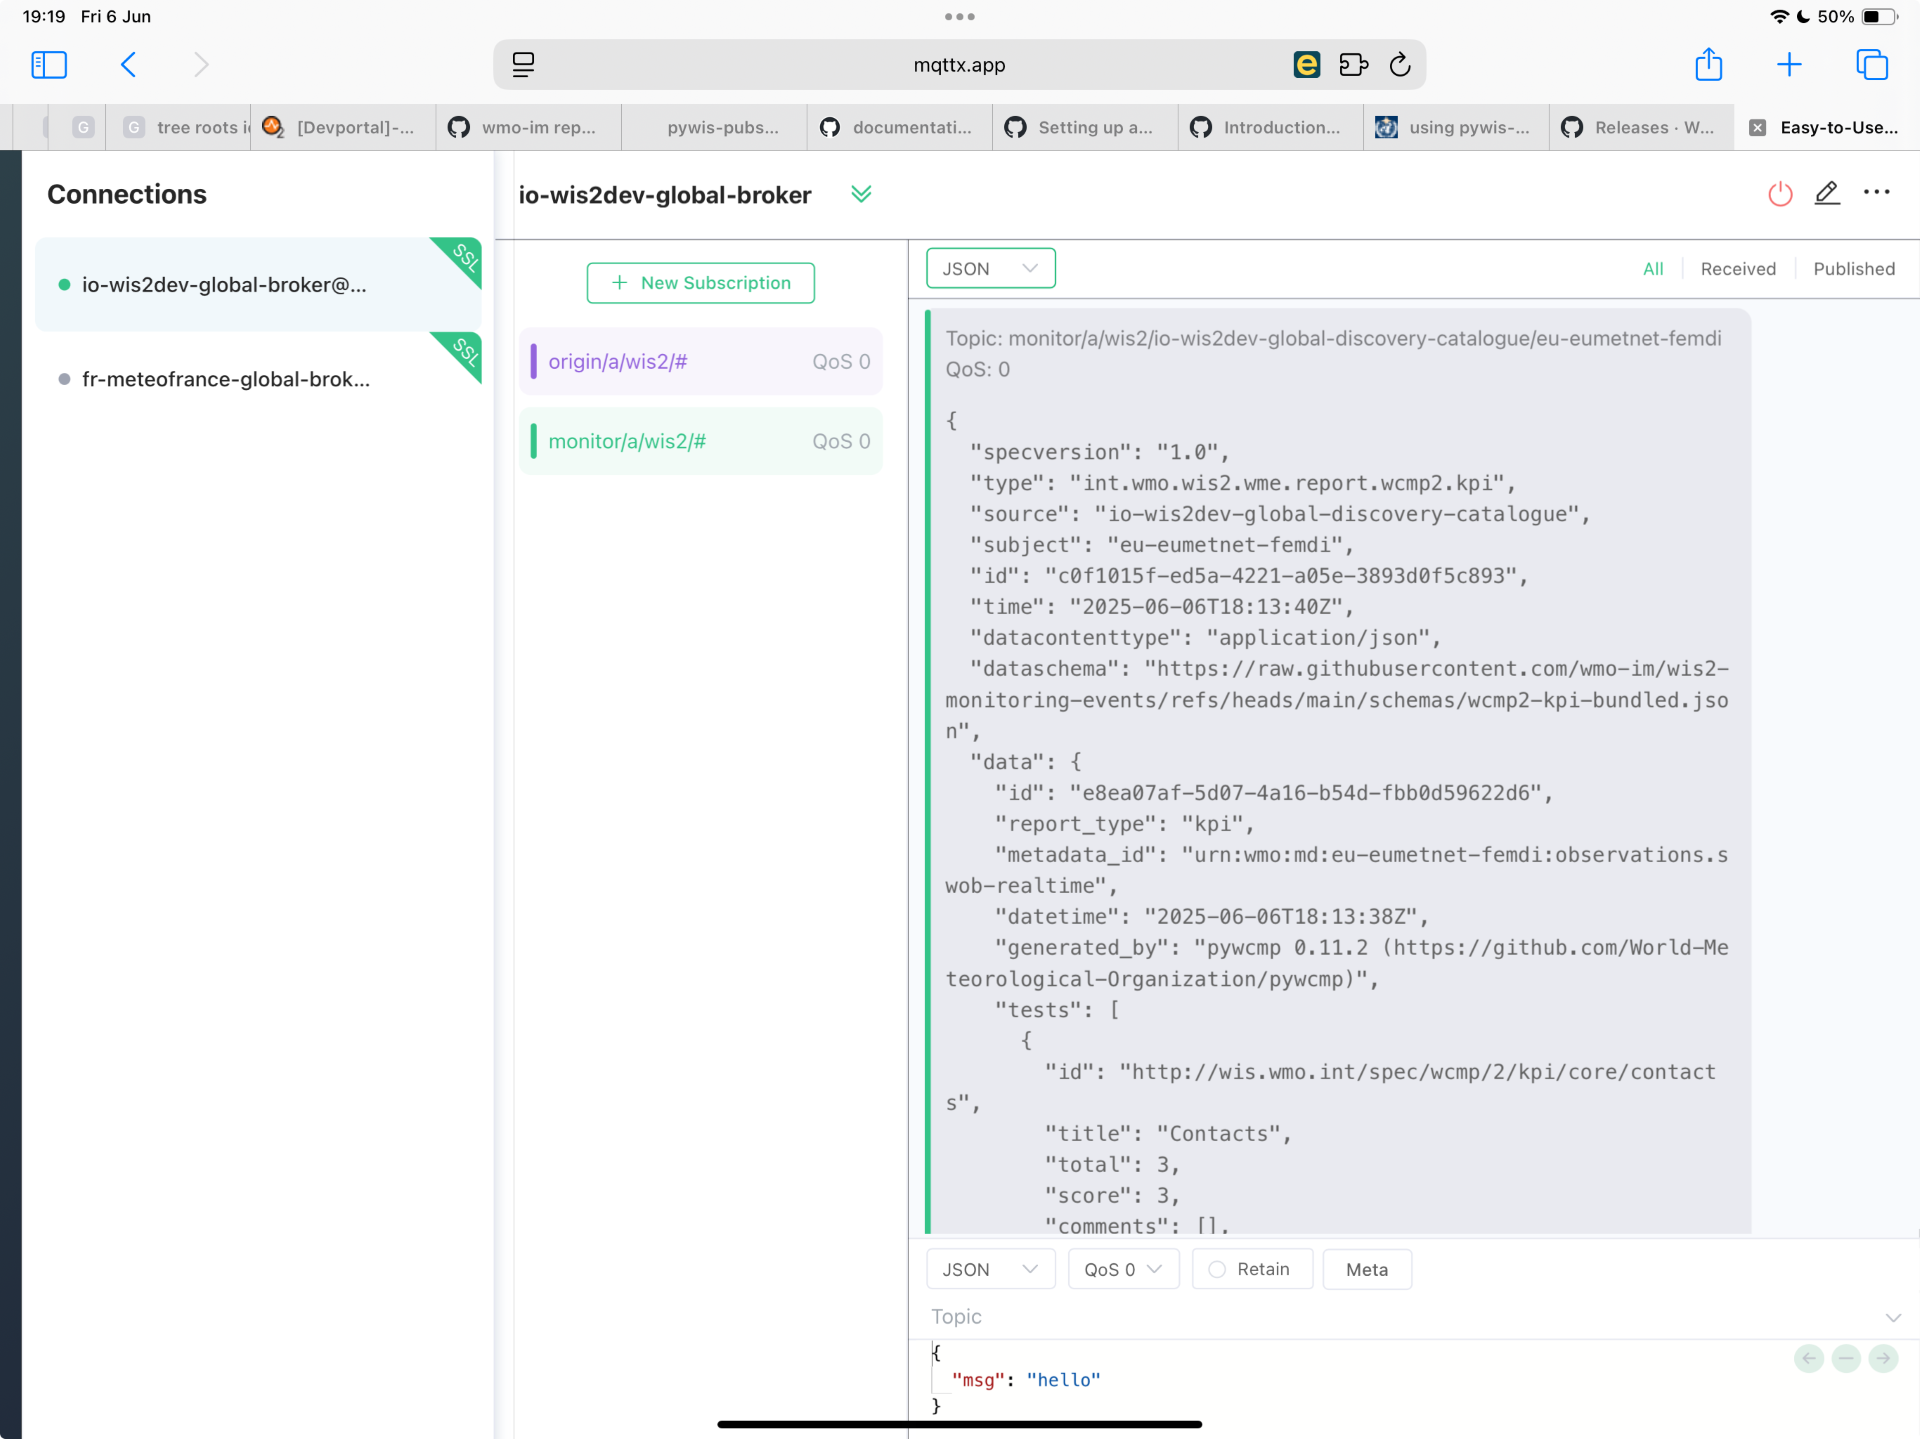 19:19 Fri 6 Jun
50%
mqttx.app
G
G tree roots i
[Devportal]-...
wmo-im rep...
pywis-pubs...
documentati...
Setting up a...
Introduction...
using pywis-...
Releases · W...
Easy-to-Use...
Connections
io-wis2dev-global-broker@...
SSL
fr-meteofrance-global-brok...
SSL
io-wis2dev-global-broker
+ New Subscription
origin/a/wis2/# QoS 0
monitor/a/wis2/# QoS 0
JSON
All Received Published
Topic: monitor/a/wis2/io-wis2dev-global-discovery-catalogue/eu-eumetnet-femdi
QoS: 0
{
"specversion": "1.0",
"type": "int.wmo.wis2.wme.report.wcmp2.kpi",
"source": "io-wis2dev-global-discovery-catalogue",
"subject": "eu-eumetnet-femdi",
"id": "c0f1015f-ed5a-4221-a05e-3893d0f5c893",
"time": "2025-06-06T18:13:40Z",
"datacontenttype": "application/json",
"dataschema": "https://raw.githubusercontent.com/wmo-im/wis2-
monitoring-events/refs/heads/main/schemas/wcmp2-kpi-bundled.jso
n",
"data": {
"id": "e8ea07af-5d07-4a16-b54d-fbb0d59622d6",
"report_type": "kpi",
"metadata_id": "urn:wmo:md:eu-eumetnet-femdi:observations.s
wob-realtime",
"datetime": "2025-06-06T18:13:38Z",
"generated_by": "pywcmp 0.11.2 (https://github.com/World-Me
teorological-Organization/pywcmp)",
"tests": [
{
"id": "http://wis.wmo.int/spec/wcmp/2/kpi/core/contact
s",
"title": "Contacts",
"total": 3,
"score": 3,
"comments": [],
JSON QoS 0 Retain Meta
Topic
{
"msg": "hello"
}